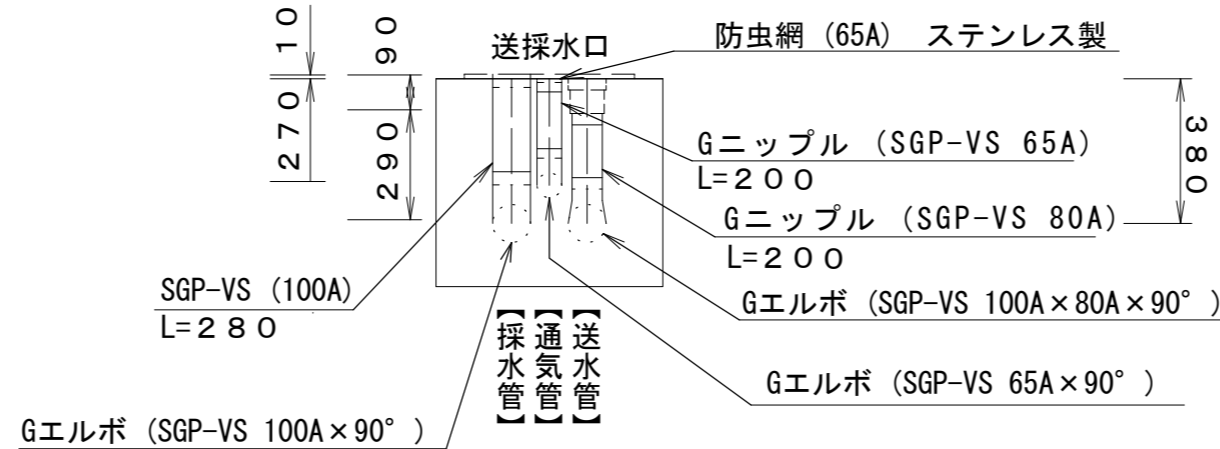 10
90
送採水口
防虫網 (65A) ステンレス製
270
290
380
Gニップル (SGP-VS 65A)
L=200
Gニップル (SGP-VS 80A)
L=200
SGP-VS (100A)
L=280
Gエルボ (SGP-VS 100A×80A×90°)
【採水管】
【通気管】
【送水管】
Gエルボ (SGP-VS 65A×90°)
Gエルボ (SGP-VS 100A×90°)